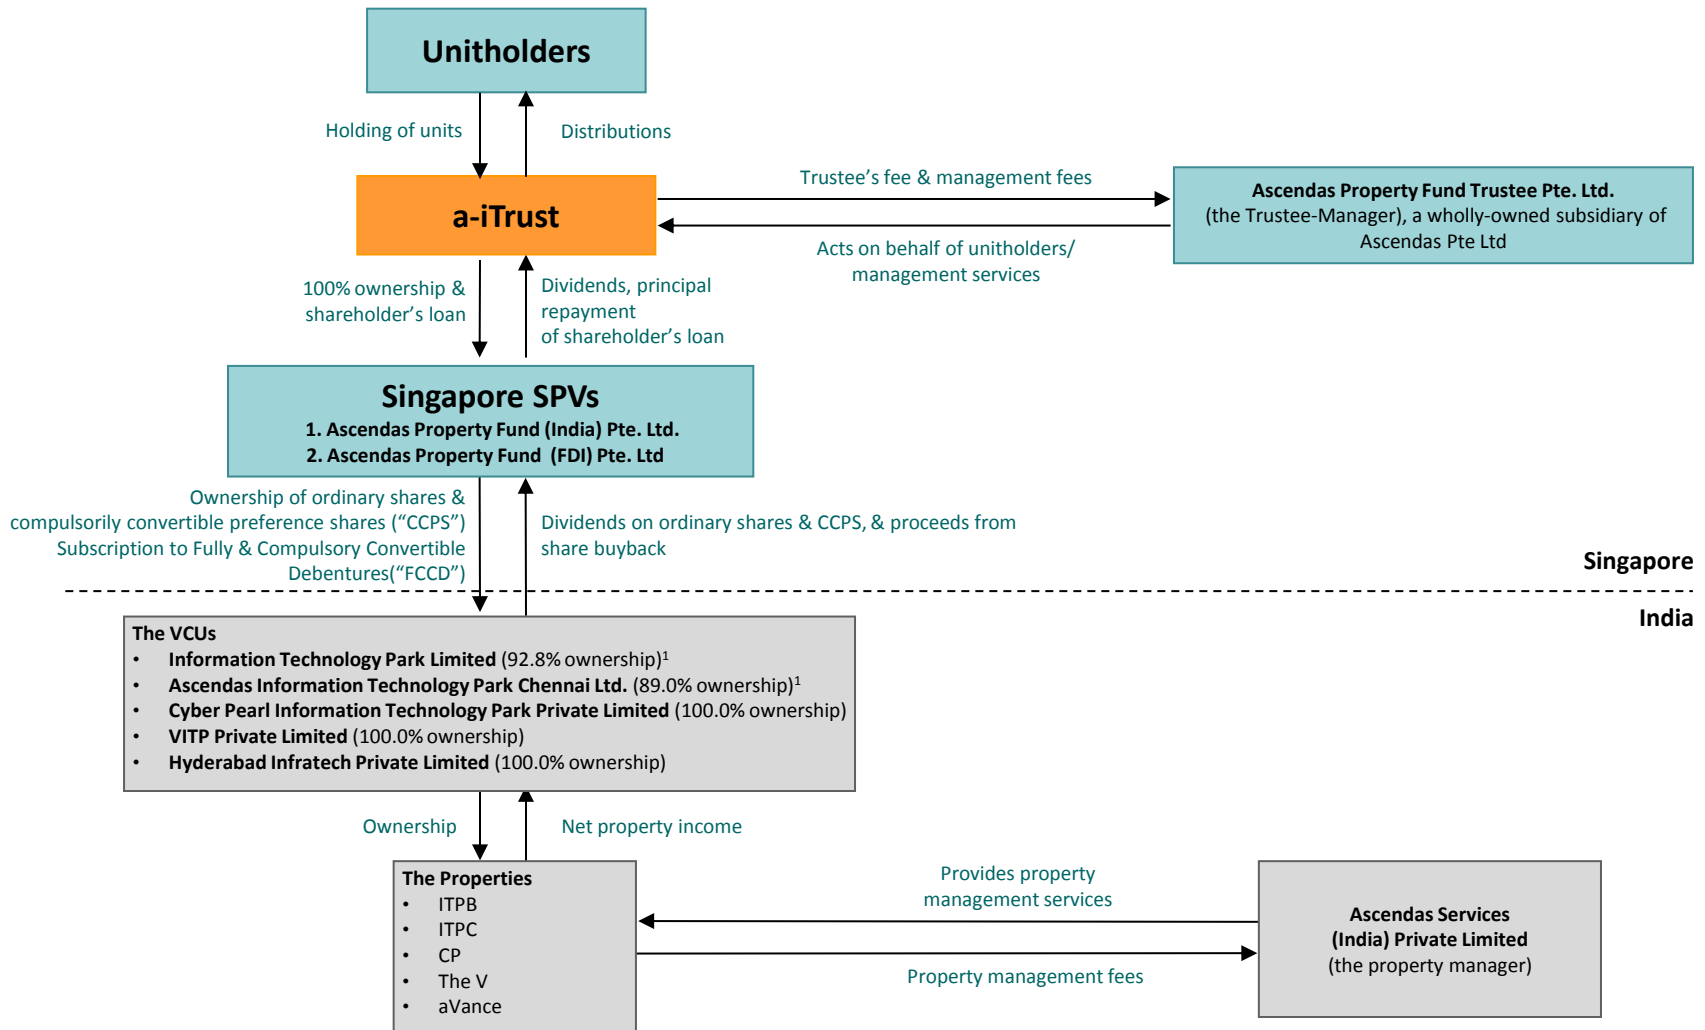 Unitholders
Holding of units
Distributions
a-iTrust
Trustee’s fee & management fees
Acts on behalf of unitholders/
management services
Ascendas Property Fund Trustee Pte. Ltd.
(the Trustee-Manager), a wholly-owned subsidiary of
Ascendas Pte Ltd
100% ownership &
shareholder’s loan
Dividends, principal
repayment
of shareholder’s loan
Singapore SPVs
1. Ascendas Property Fund (India) Pte. Ltd.
2. Ascendas Property Fund (FDI) Pte. Ltd
Ownership of ordinary shares &
compulsorily convertible preference shares (“CCPS”)
Subscription to Fully & Compulsory Convertible
Debentures(“FCCD”)
Dividends on ordinary shares & CCPS, & proceeds from
share buyback
Singapore
India
The VCUs
• Information Technology Park Limited (92.8% ownership)¹
• Ascendas Information Technology Park Chennai Ltd. (89.0% ownership)¹
• Cyber Pearl Information Technology Park Private Limited (100.0% ownership)
• VITP Private Limited (100.0% ownership)
• Hyderabad Infratech Private Limited (100.0% ownership)
Ownership
Net property income
The Properties
• ITPB
• ITPC
• CP
• The V
• aVance
Provides property
management services
Property management fees
Ascendas Services
(India) Private Limited
(the property manager)